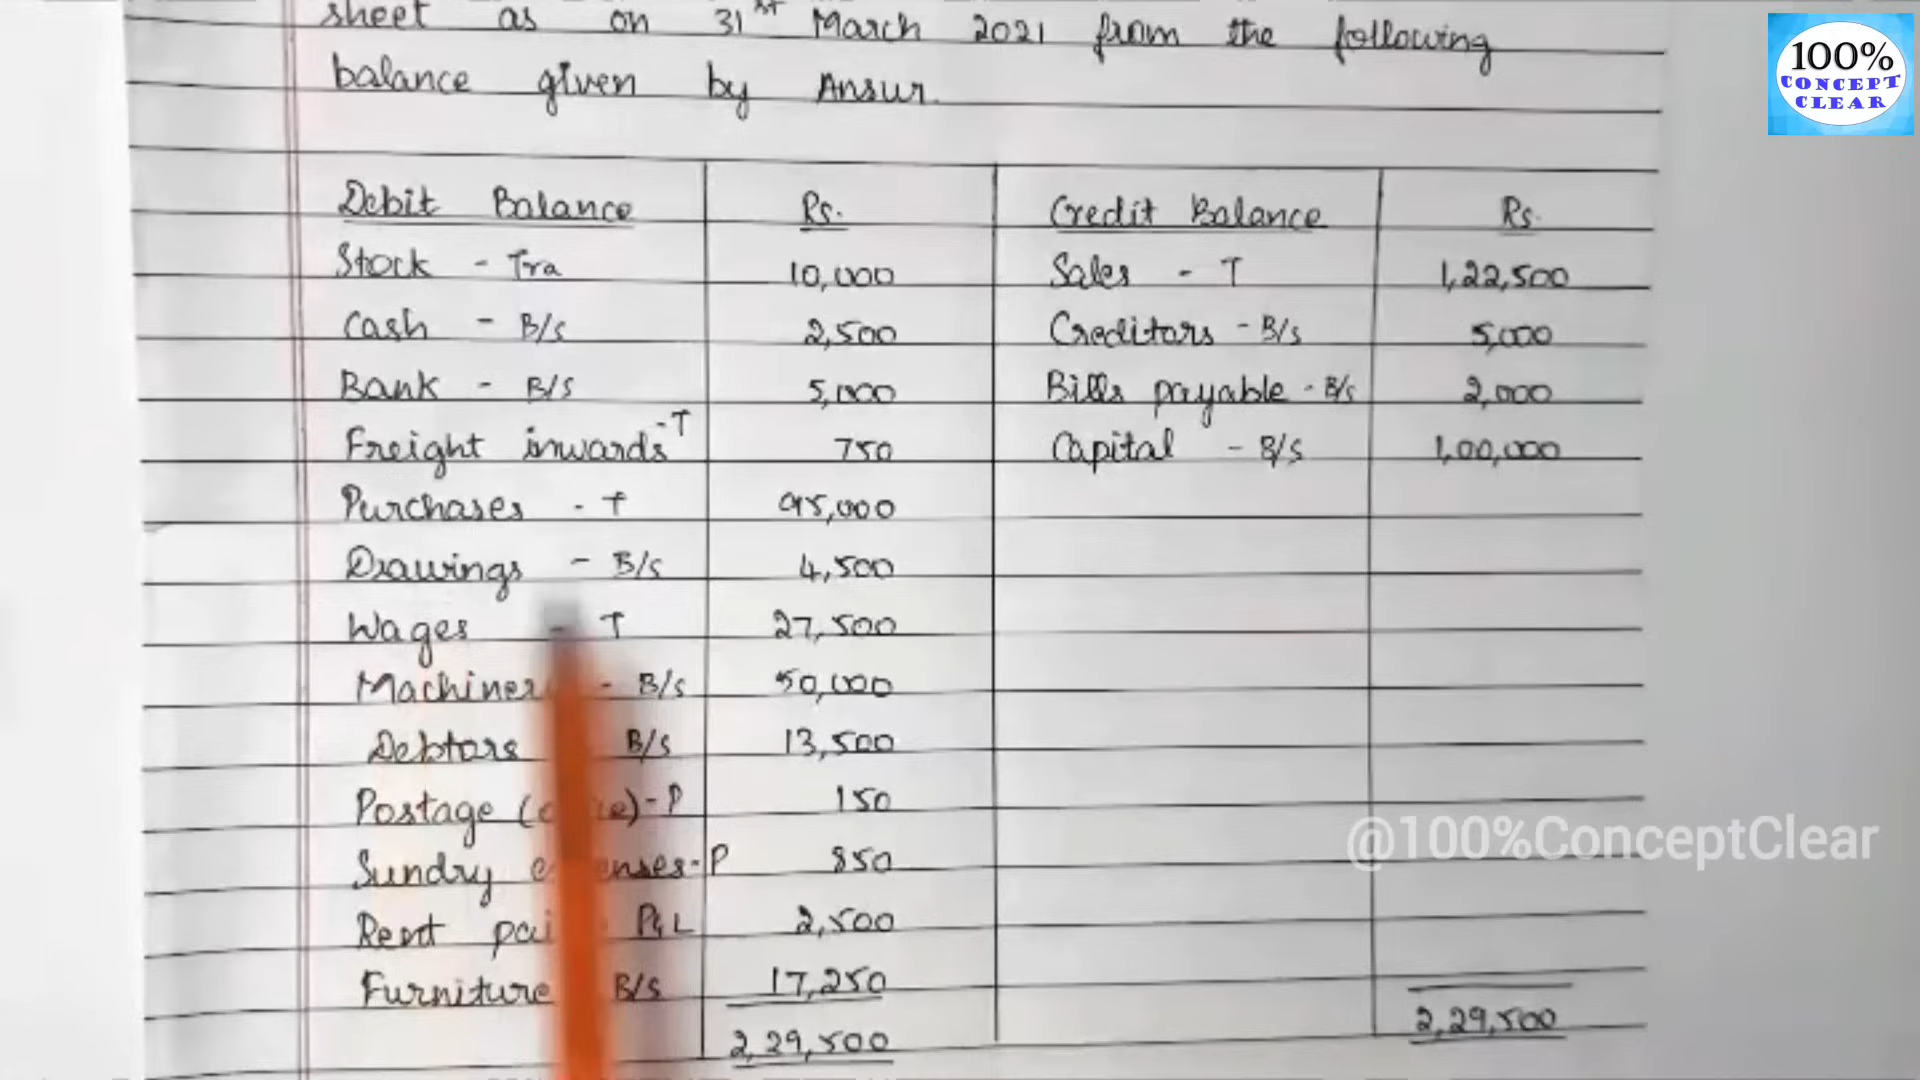 sheet as on 31st March 2021 from the following
balance given by Ansur.
100%
CONCEPT
CLEAR
Debit Balance Rs. Credit Balance Rs.
Stock - Tra 10,000 Sales - T 1,22,500
Cash - B/S 2,500 Creditors - B/S 5,000
Bank - B/S 5,000 Bills payable - B/S 2,000
Freight inwards - T 750 Capital - B/S 1,00,000
Purchases - T 95,000
Drawings - B/S 4,500
Wages - T 27,500
Machiner - B/S 50,000
Debtors B/S 13,500
Postage - P 150
Sundry - P 850
Rent P&L 2,500
Furniture B/S 17,250
2,29,500 2,29,500
@100%ConceptClear